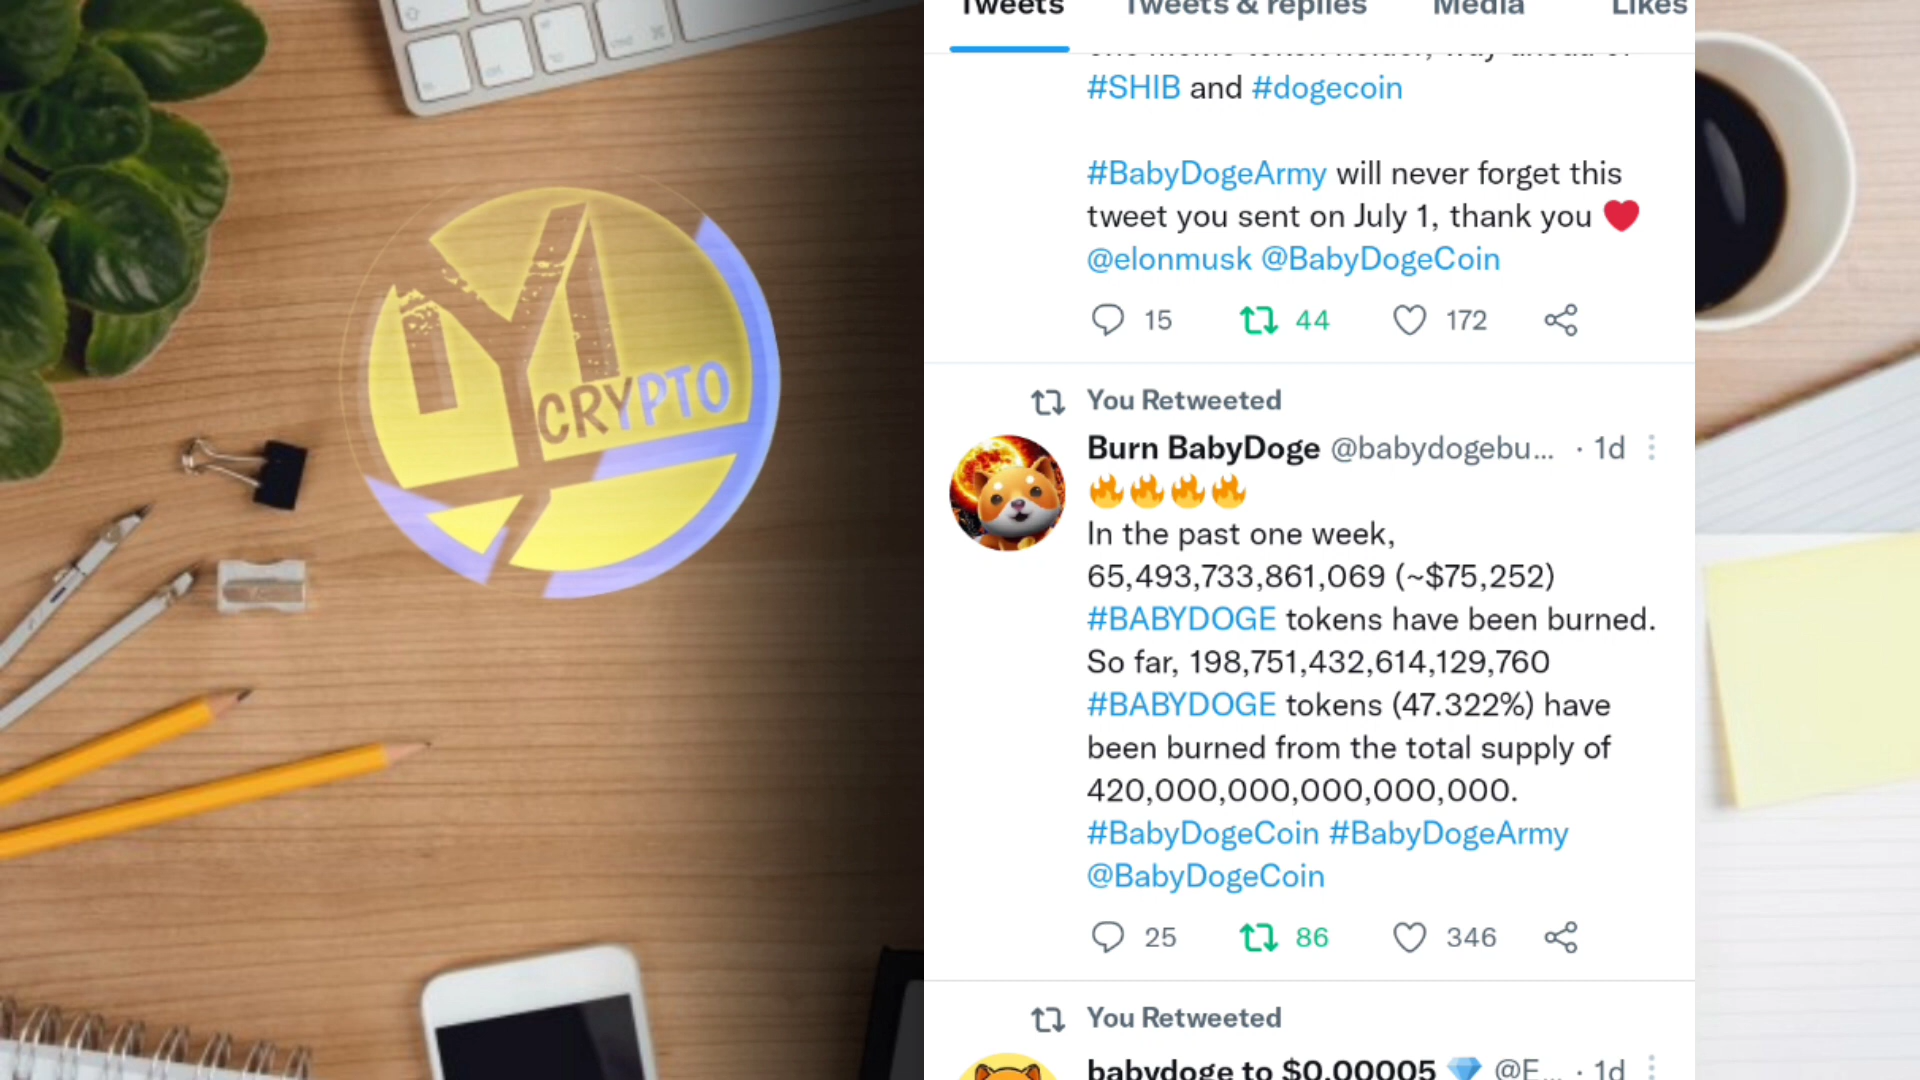 Tweets Tweets & replies Media Likes
#SHIB and #dogecoin
#BabyDogeArmy will never forget this
tweet you sent on July 1, thank you ❤️
@elonmusk @BabyDogeCoin
15 44 172
You Retweeted
Burn BabyDoge @babydogebu... · 1d
🔥🔥🔥🔥
In the past one week,
65,493,733,861,069 (~$75,252)
#BABYDOGE tokens have been burned.
So far, 198,751,432,614,129,760
#BABYDOGE tokens (47.322%) have
been burned from the total supply of
420,000,000,000,000,000.
#BabyDogeCoin #BabyDogeArmy
@BabyDogeCoin
25 86 346
You Retweeted
babydoge to $0.00005 💎 @E... · 1d
CRYPTO